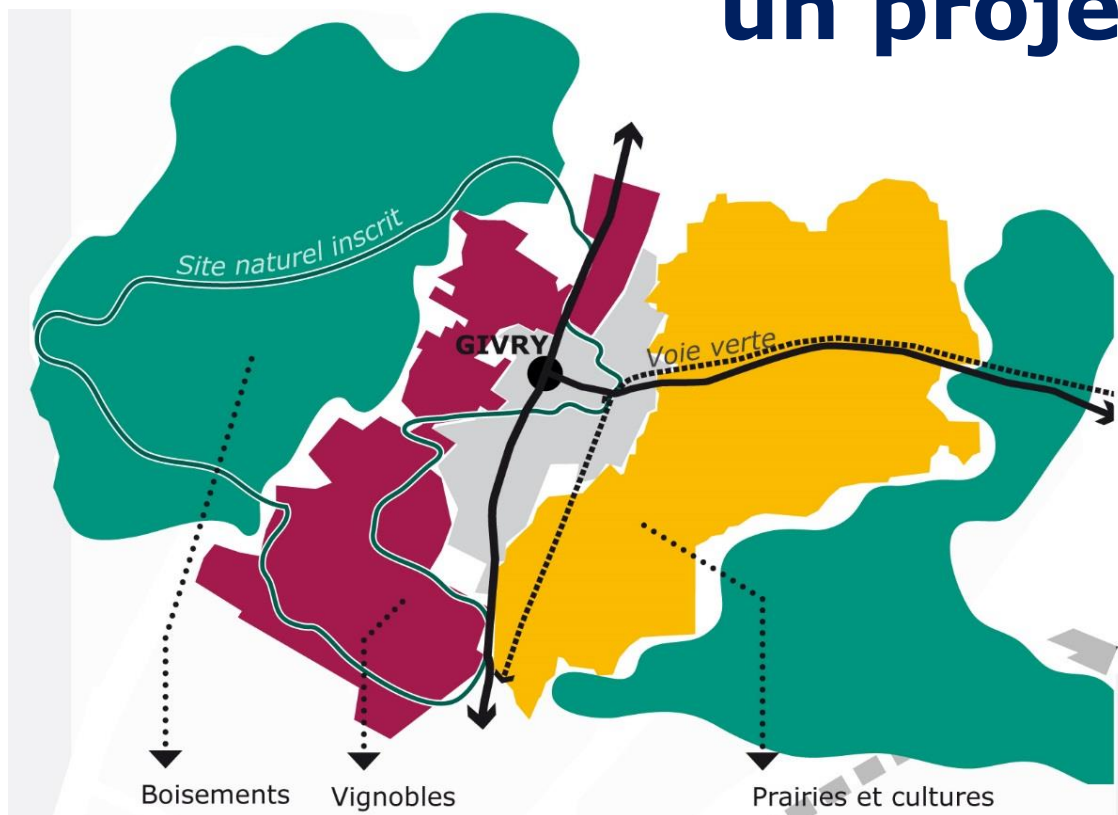 un proje
Site naturel inscrit
GIVRY
Voie verte
Boisements
Vignobles
Prairies et cultures